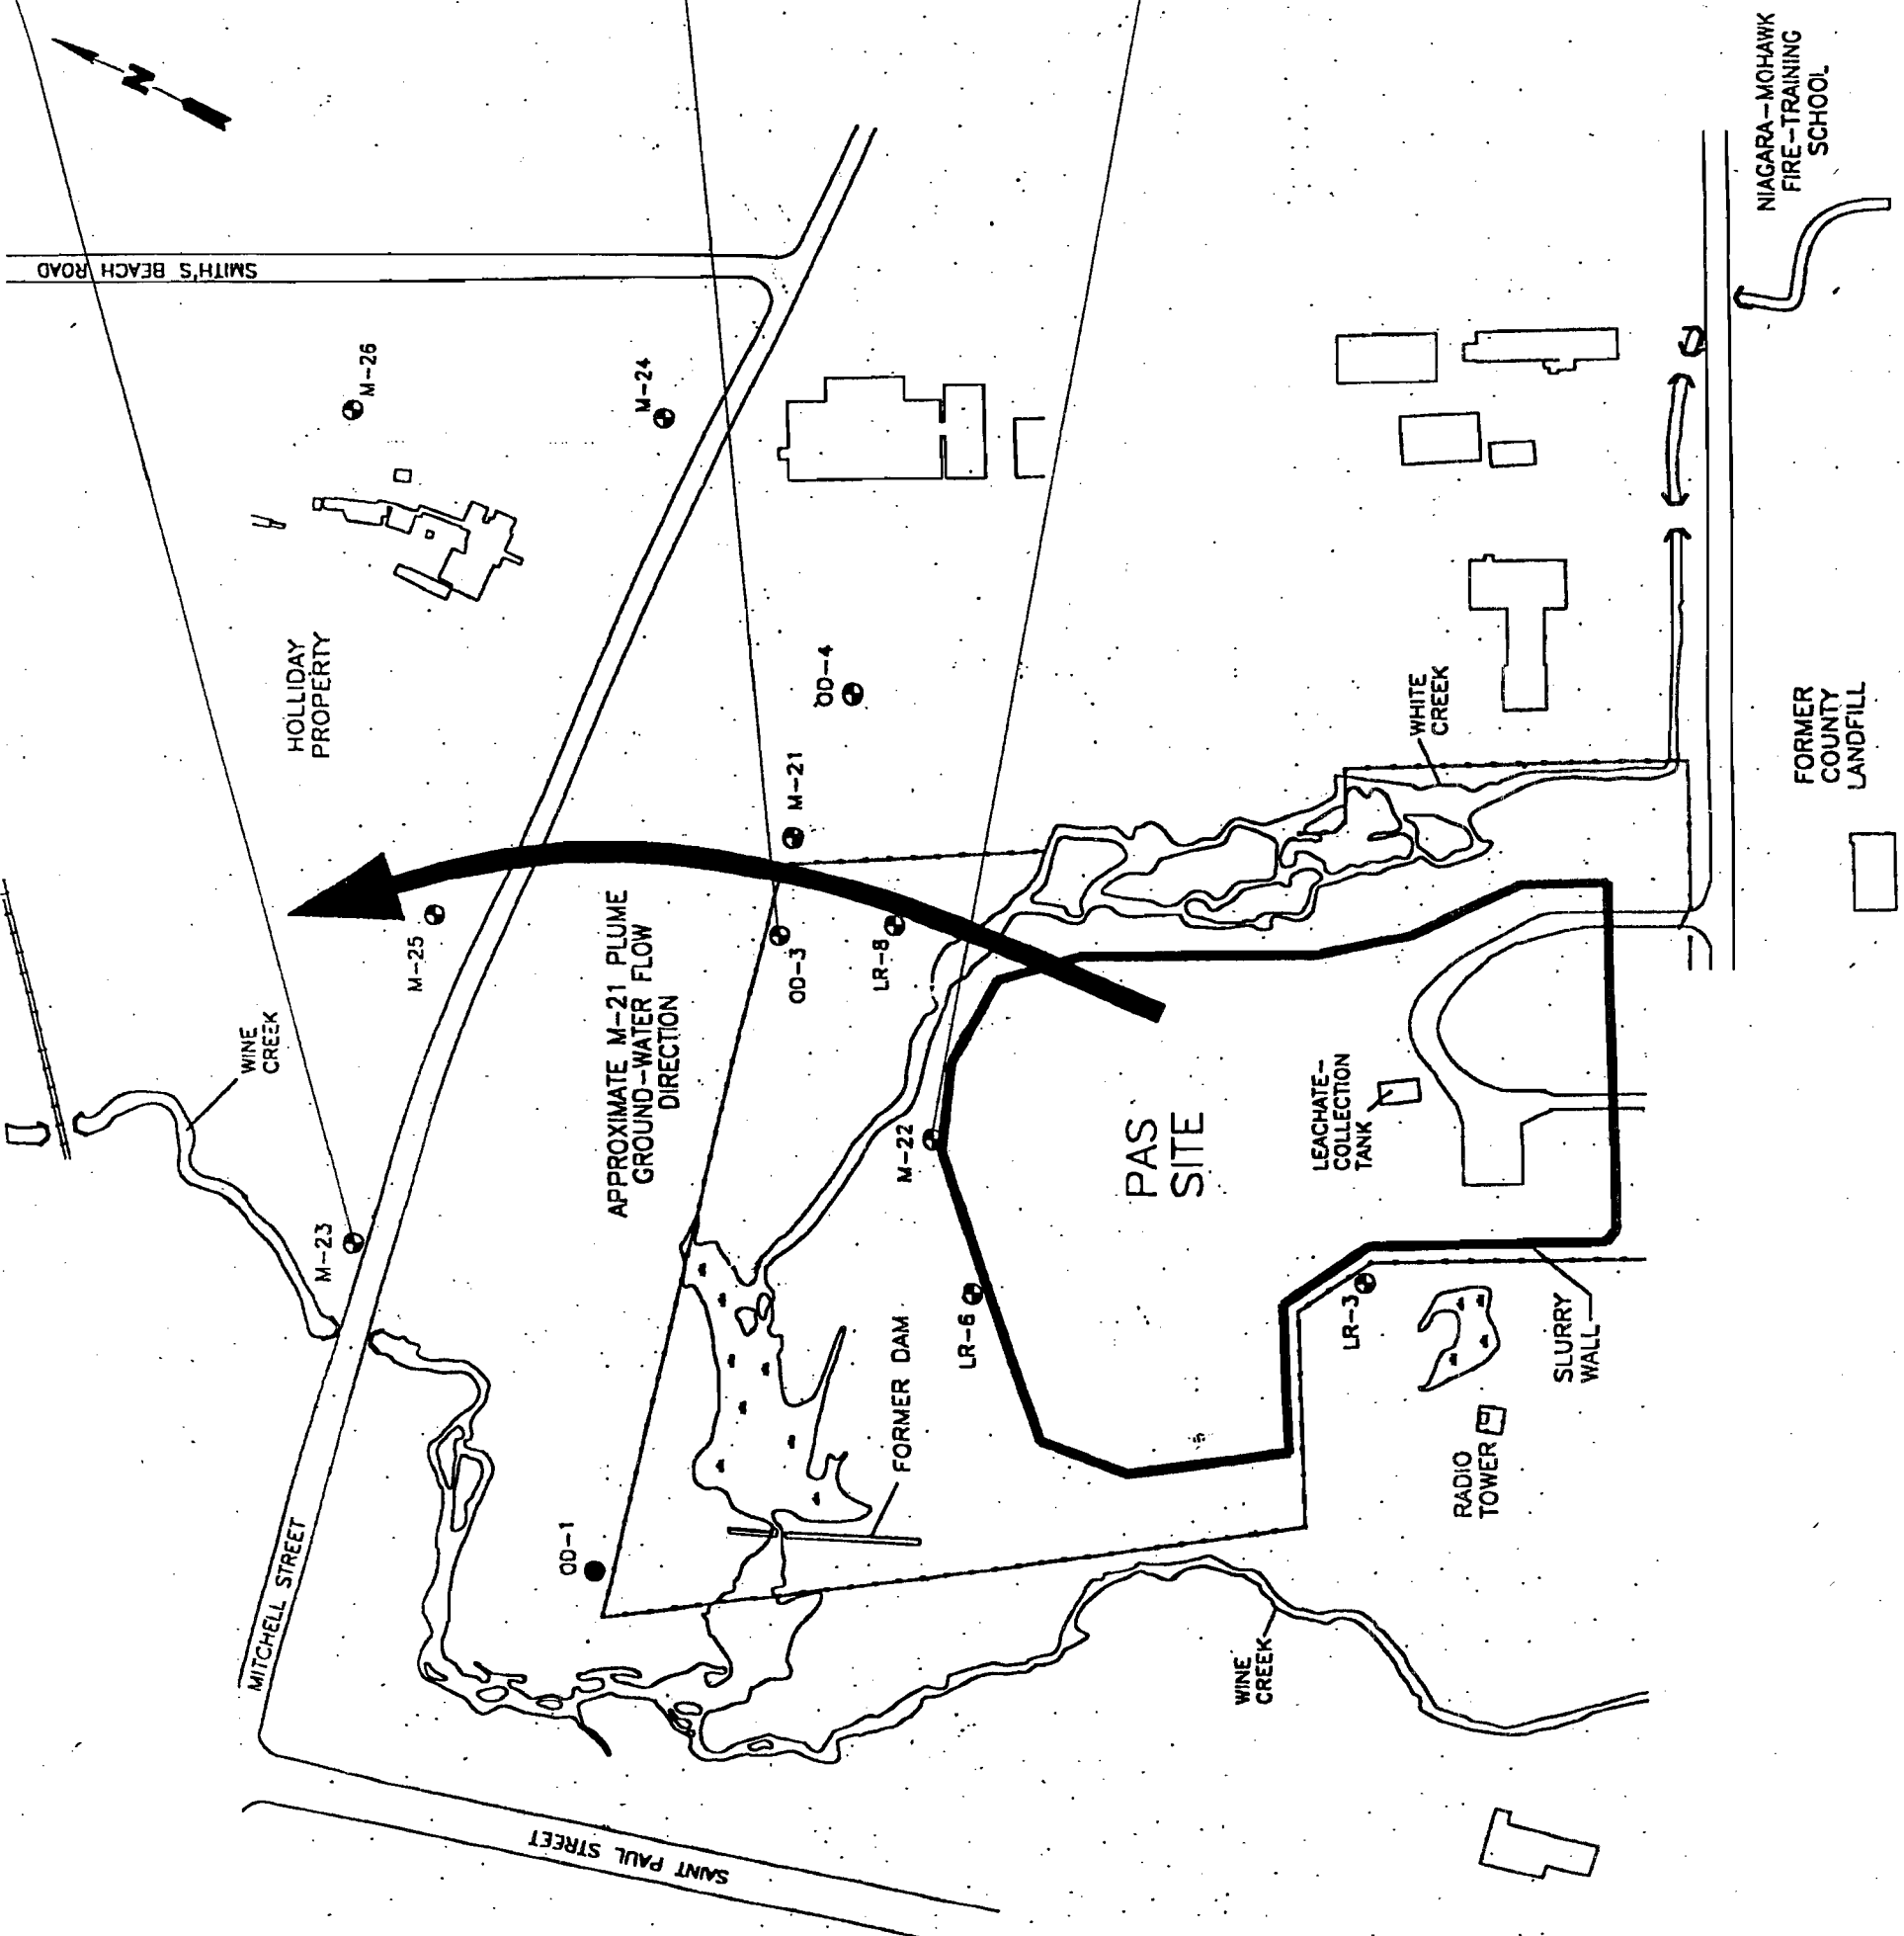 N
NIAGARA-MOHAWK
FIRE-TRAINING
SCHOOL
SMITH'S BEACH ROAD
M-26
M-24
HOLLIDAY
PROPERTY
OD-4
WHITE
CREEK
FORMER
COUNTY
LANDFILL
M-21
M-25
OD-3
LR-8
APPROXIMATE M-21 PLUME
GROUND-WATER FLOW
DIRECTION
WINE
CREEK
M-22
PAS
SITE
LEACHATE-
COLLECTION
TANK
M-23
LR-6
LR-3
SLURRY
WALL
FORMER DAM
RADIO
TOWER
OD-1
MITCHELL STREET
WINE
CREEK
SAINT PAUL STREET